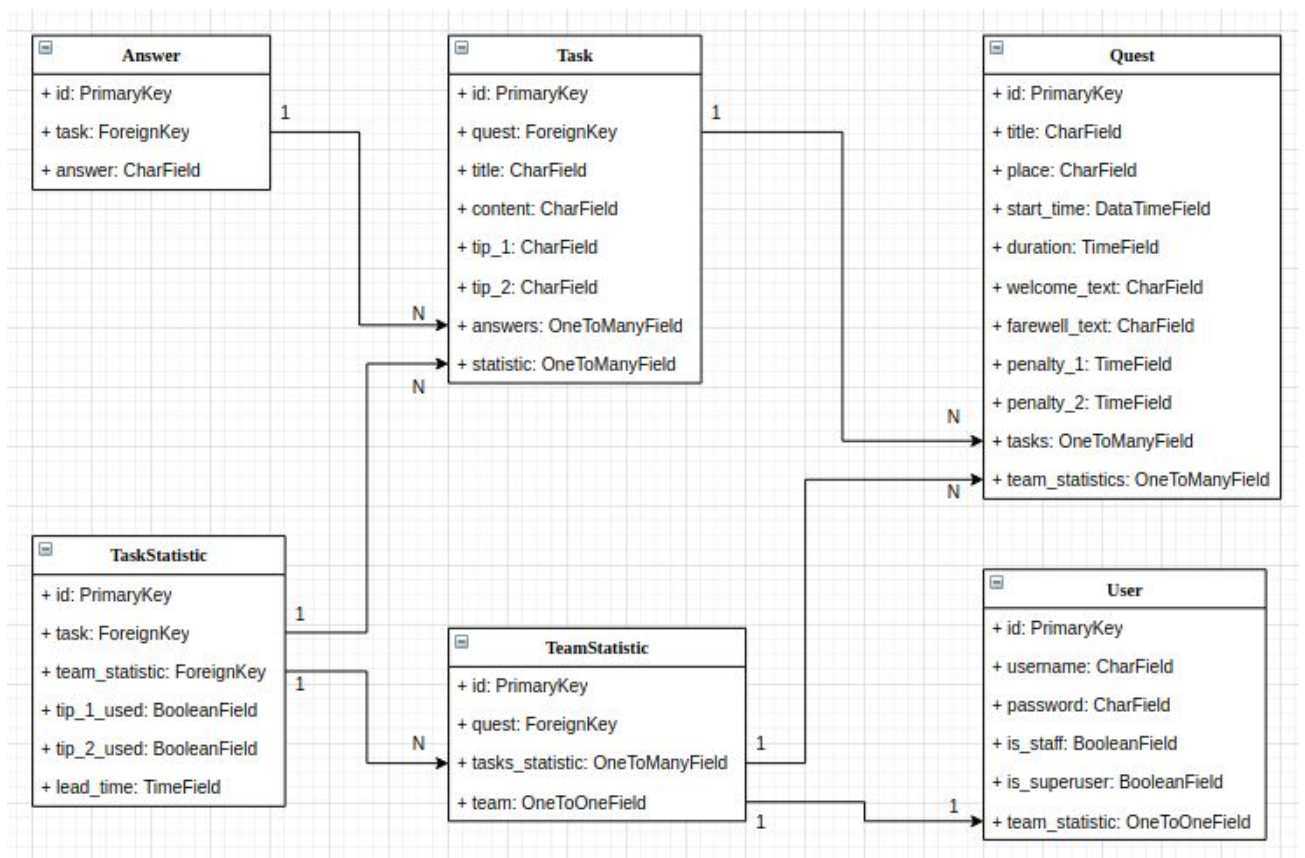 Answer
+ id: PrimaryKey
+ task: ForeignKey
+ answer: CharField
1
Task
+ id: PrimaryKey
+ quest: ForeignKey
+ title: CharField
+ content: CharField
+ tip_1: CharField
+ tip_2: CharField
+ answers: OneToManyField
+ statistic: OneToManyField
N
N
1
Quest
+ id: PrimaryKey
+ title: CharField
+ place: CharField
+ start_time: DataTimeField
+ duration: TimeField
+ welcome_text: CharField
+ farewell_text: CharField
+ penalty_1: TimeField
+ penalty_2: TimeField
+ tasks: OneToManyField
+ team_statistics: OneToManyField
N
N
TaskStatistic
+ id: PrimaryKey
+ task: ForeignKey
+ team_statistic: ForeignKey
+ tip_1_used: BooleanField
+ tip_2_used: BooleanField
+ lead_time: TimeField
1
1
TeamStatistic
+ id: PrimaryKey
+ quest: ForeignKey
+ tasks_statistic: OneToManyField
+ team: OneToOneField
N
1
1
User
+ id: PrimaryKey
+ username: CharField
+ password: CharField
+ is_staff: BooleanField
+ is_superuser: BooleanField
+ team_statistic: OneToOneField
1